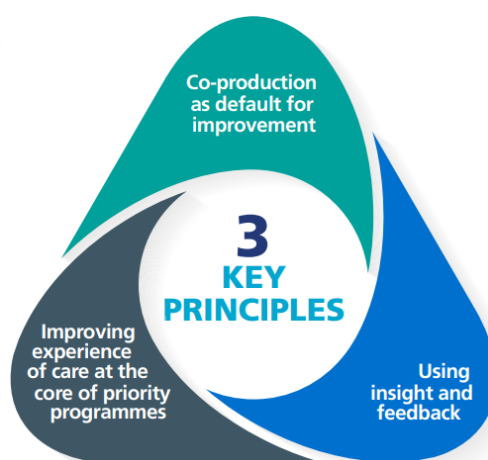 Co-production
as default for
improvement
3
KEY
PRINCIPLES
Improving
experience
of care at the
core of priority
programmes
Using
insight and
feedback